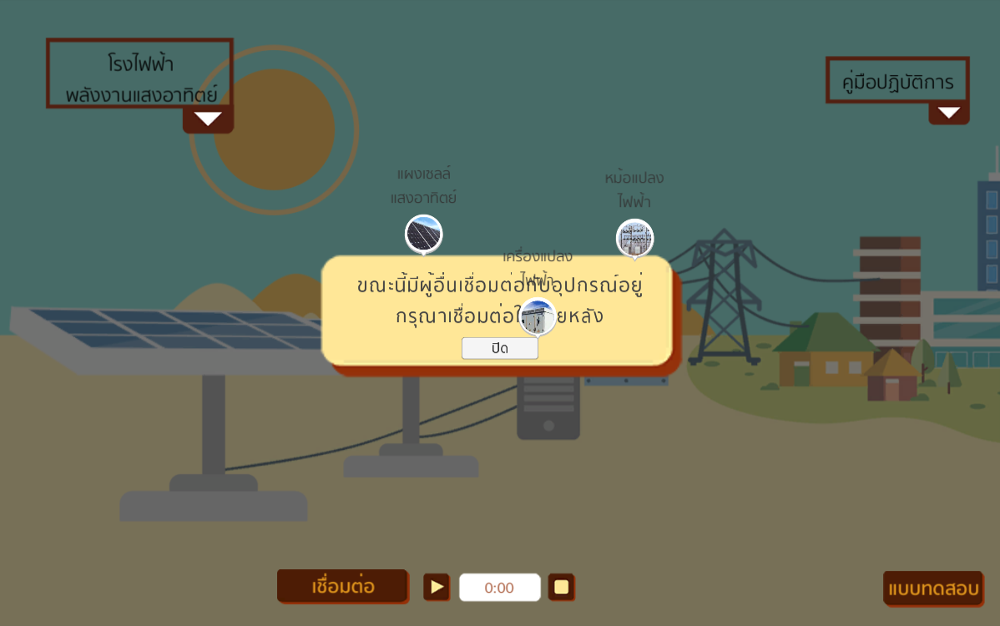 โรงไฟฟ้า
พลังงานแสงอาทิตย์
คู่มือปฏิบัติการ
แผงเซลล์
แสงอาทิตย์
หม้อแปลง
ไฟฟ้า
เครื่องแปลง
ไฟฟ้า
ขณะนี้มีผู้อื่นเชื่อมต่อกับอุปกรณ์อยู่
กรุณาเชื่อมต่อ
ปิด
เชื่อมต่อ
0:00
แบบทดสอบ